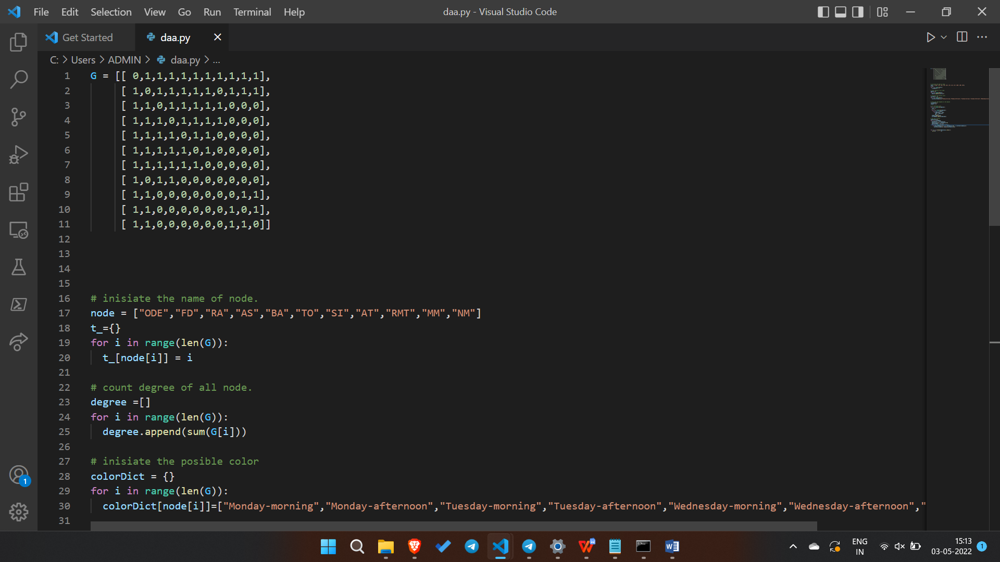 File Edit Selection View Go Run Terminal Help daa.py - Visual Studio Code
Get Started daa.py
C: > Users > ADMIN > daa.py > ...
1 G = [[ 0,1,1,1,1,1,1,1,1,1,1],
2 [ 1,0,1,1,1,1,1,0,1,1,1],
3 [ 1,1,0,1,1,1,1,1,0,0,0],
4 [ 1,1,1,0,1,1,1,1,0,0,0],
5 [ 1,1,1,1,0,1,1,0,0,0,0],
6 [ 1,1,1,1,1,0,1,0,0,0,0],
7 [ 1,1,1,1,1,1,0,0,0,0,0],
8 [ 1,0,1,1,0,0,0,0,0,0,0],
9 [ 1,1,0,0,0,0,0,0,0,1,1],
10 [ 1,1,0,0,0,0,0,0,1,0,1],
11 [ 1,1,0,0,0,0,0,0,1,1,0]]
12
13
14
15
16 # inisiate the name of node.
17 node = ["ODE","FD","RA","AS","BA","TO","SI","AT","RMT","MM","NM"]
18 t_={}
19 for i in range(len(G)):
20 t_[node[i]] = i
21
22 # count degree of all node.
23 degree =[]
24 for i in range(len(G)):
25 degree.append(sum(G[i]))
26
27 # inisiate the posible color
28 colorDict = {}
29 for i in range(len(G)):
30 colorDict[node[i]]=["Monday-morning","Monday-afternoon","Tuesday-morning","Tuesday-afternoon","Wednesday-morning","Wednesday-afternoon","
31
1
ENG
IN
15:13
03-05-2022
1